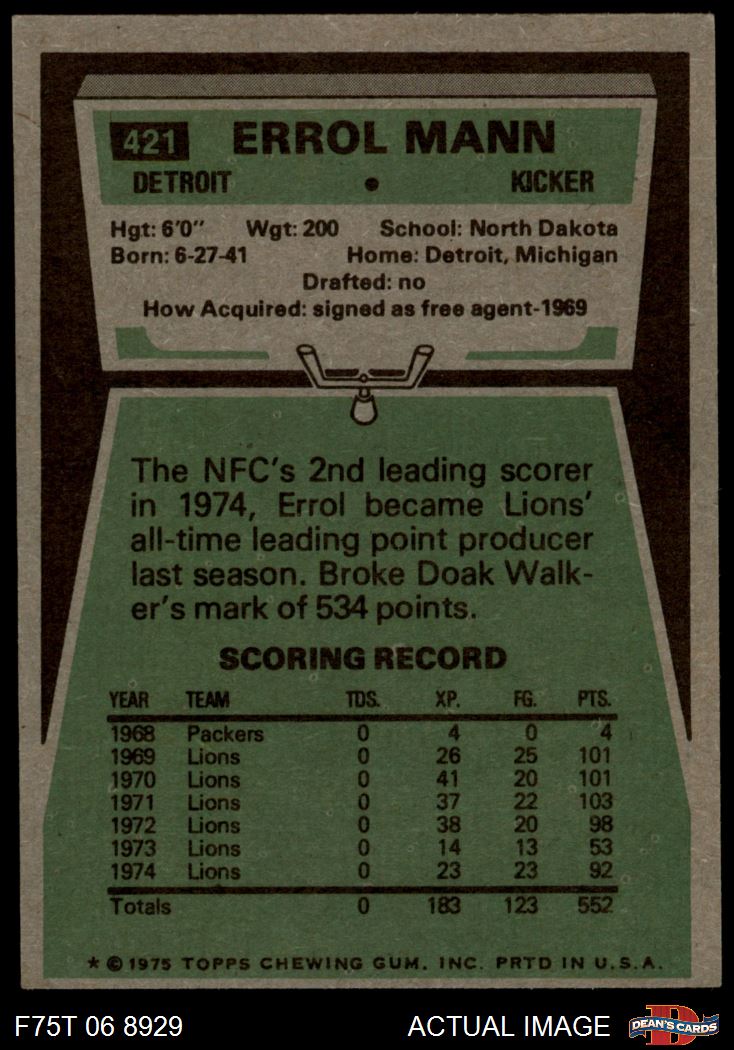 421 ERROL MANN
DETROIT • KICKER
Hgt: 6'0" Wgt: 200 School: North Dakota
Born: 6-27-41 Home: Detroit, Michigan
Drafted: no
How Acquired: signed as free agent-1969
The NFC's 2nd leading scorer
in 1974, Errol became Lions'
all-time leading point producer
last season. Broke Doak Walk-
er's mark of 534 points.
SCORING RECORD
YEAR TEAM TDS. XP. FG. PTS.
1968 Packers 0 4 0 4
1969 Lions 0 26 25 101
1970 Lions 0 41 20 101
1971 Lions 0 37 22 103
1972 Lions 0 38 20 98
1973 Lions 0 14 13 53
1974 Lions 0 23 23 92
Totals 0 183 123 552
* © 1975 TOPPS CHEWING GUM, INC. PRTD IN U.S.A.
F75T 06 8929 ACTUAL IMAGE D DEAN'S CARDS